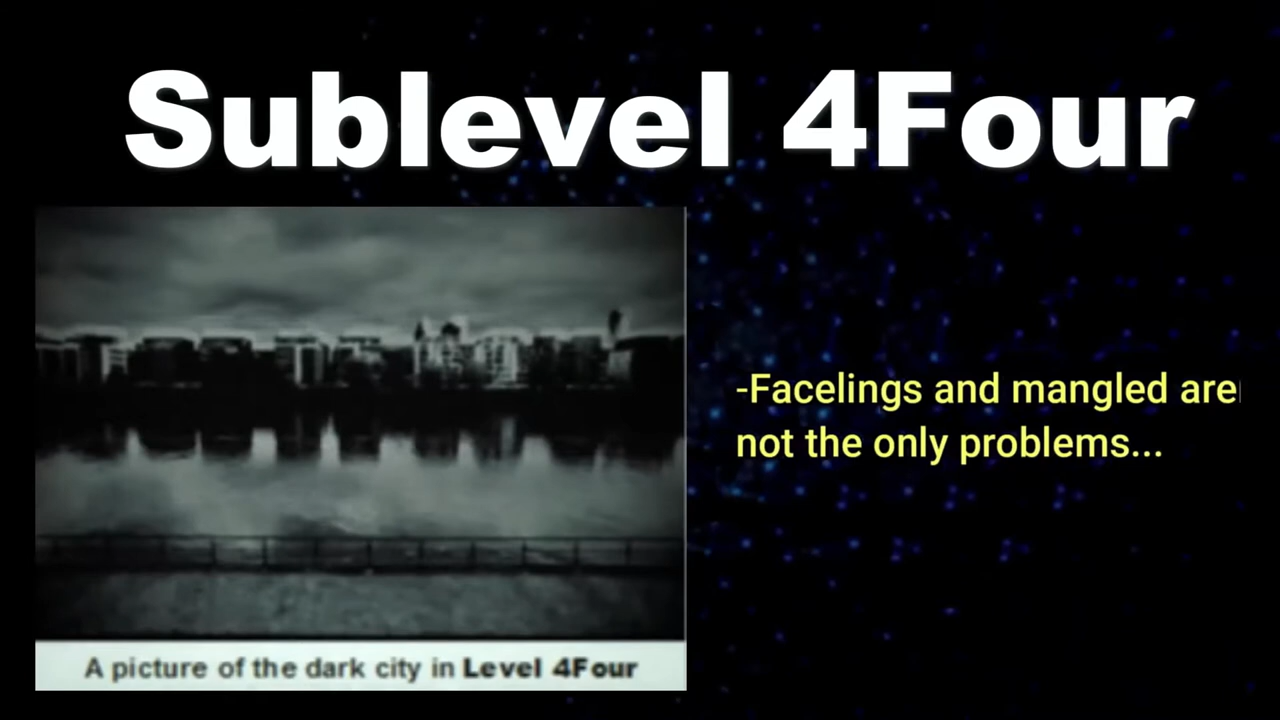 Sublevel 4Four
-Facelings and mangled are
not the only problems...
A picture of the dark city in Level 4Four